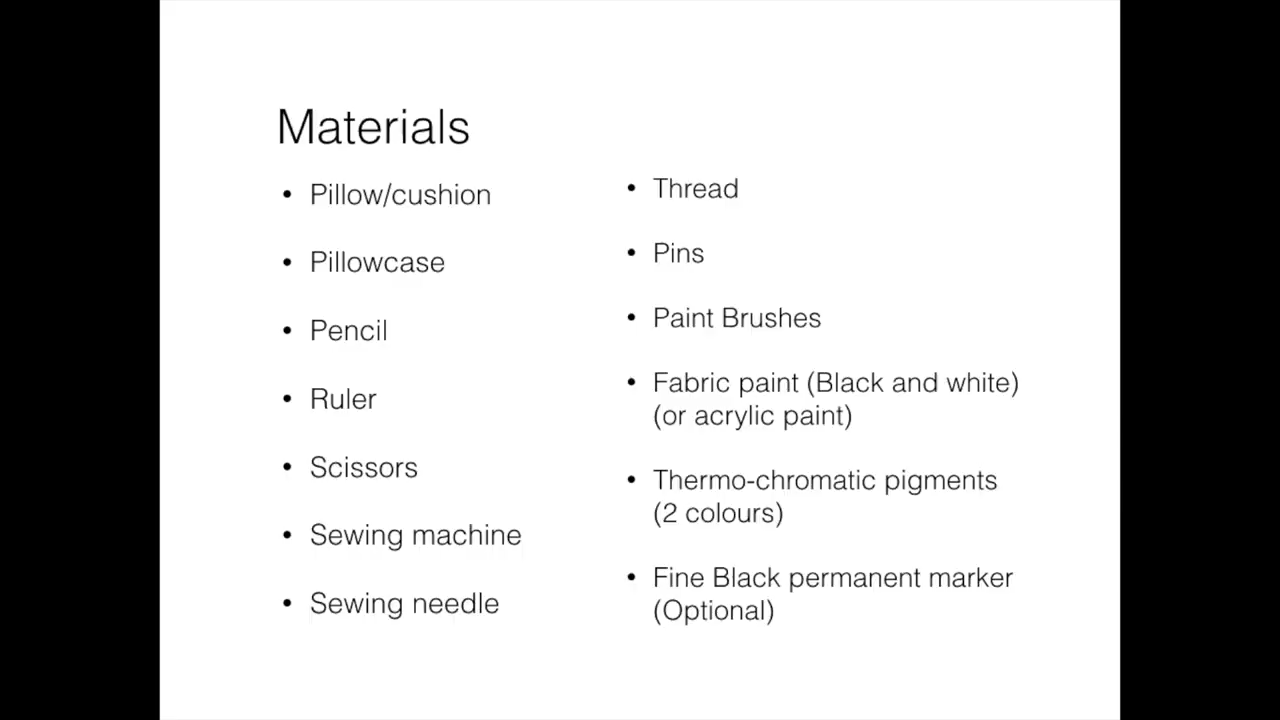 Materials
• Pillow/cushion
• Pillowcase
• Pencil
• Ruler
• Scissors
• Sewing machine
• Sewing needle
• Thread
• Pins
• Paint Brushes
• Fabric paint (Black and white)
(or acrylic paint)
• Thermo-chromatic pigments
(2 colours)
• Fine Black permanent marker
(Optional)